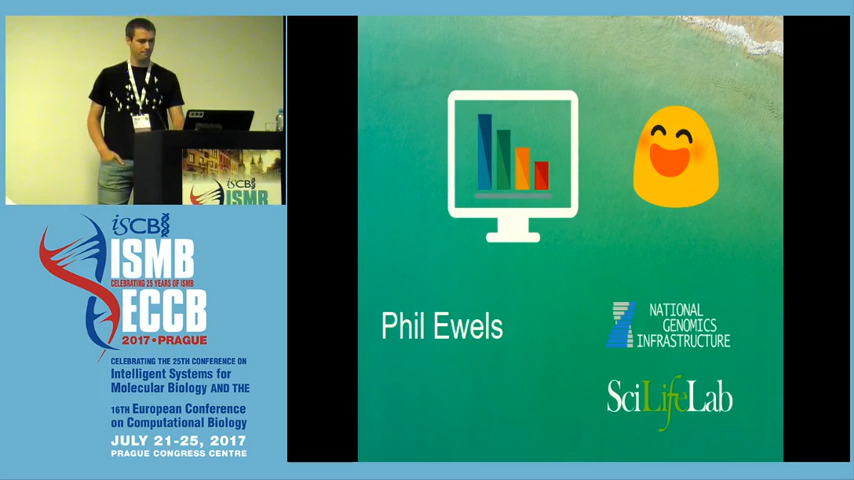 iSCB
ISMB
iSCB
ISMB
CELEBRATING 25 YEARS OF ISMB
ECCB
2017 • PRAGUE
CELEBRATING THE 25TH CONFERENCE ON
Intelligent Systems for
Molecular Biology AND THE
16TH European Conference
on Computational Biology
JULY 21-25, 2017
PRAGUE CONGRESS CENTRE
Phil Ewels
NATIONAL
GENOMICS
INFRASTRUCTURE
SciLifeLab